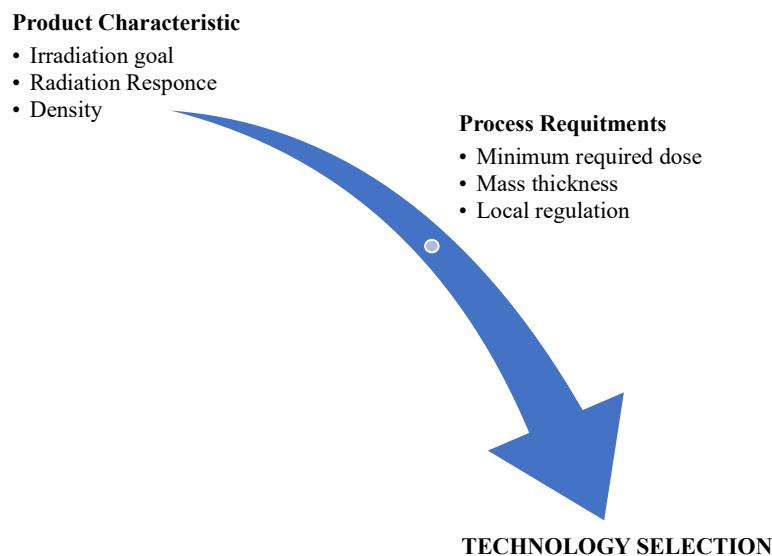 Product Characteristic
• Irradiation goal
• Radiation Responce
• Density
Process Requitments
• Minimum required dose
• Mass thickness
• Local regulation
TECHNOLOGY SELECTION